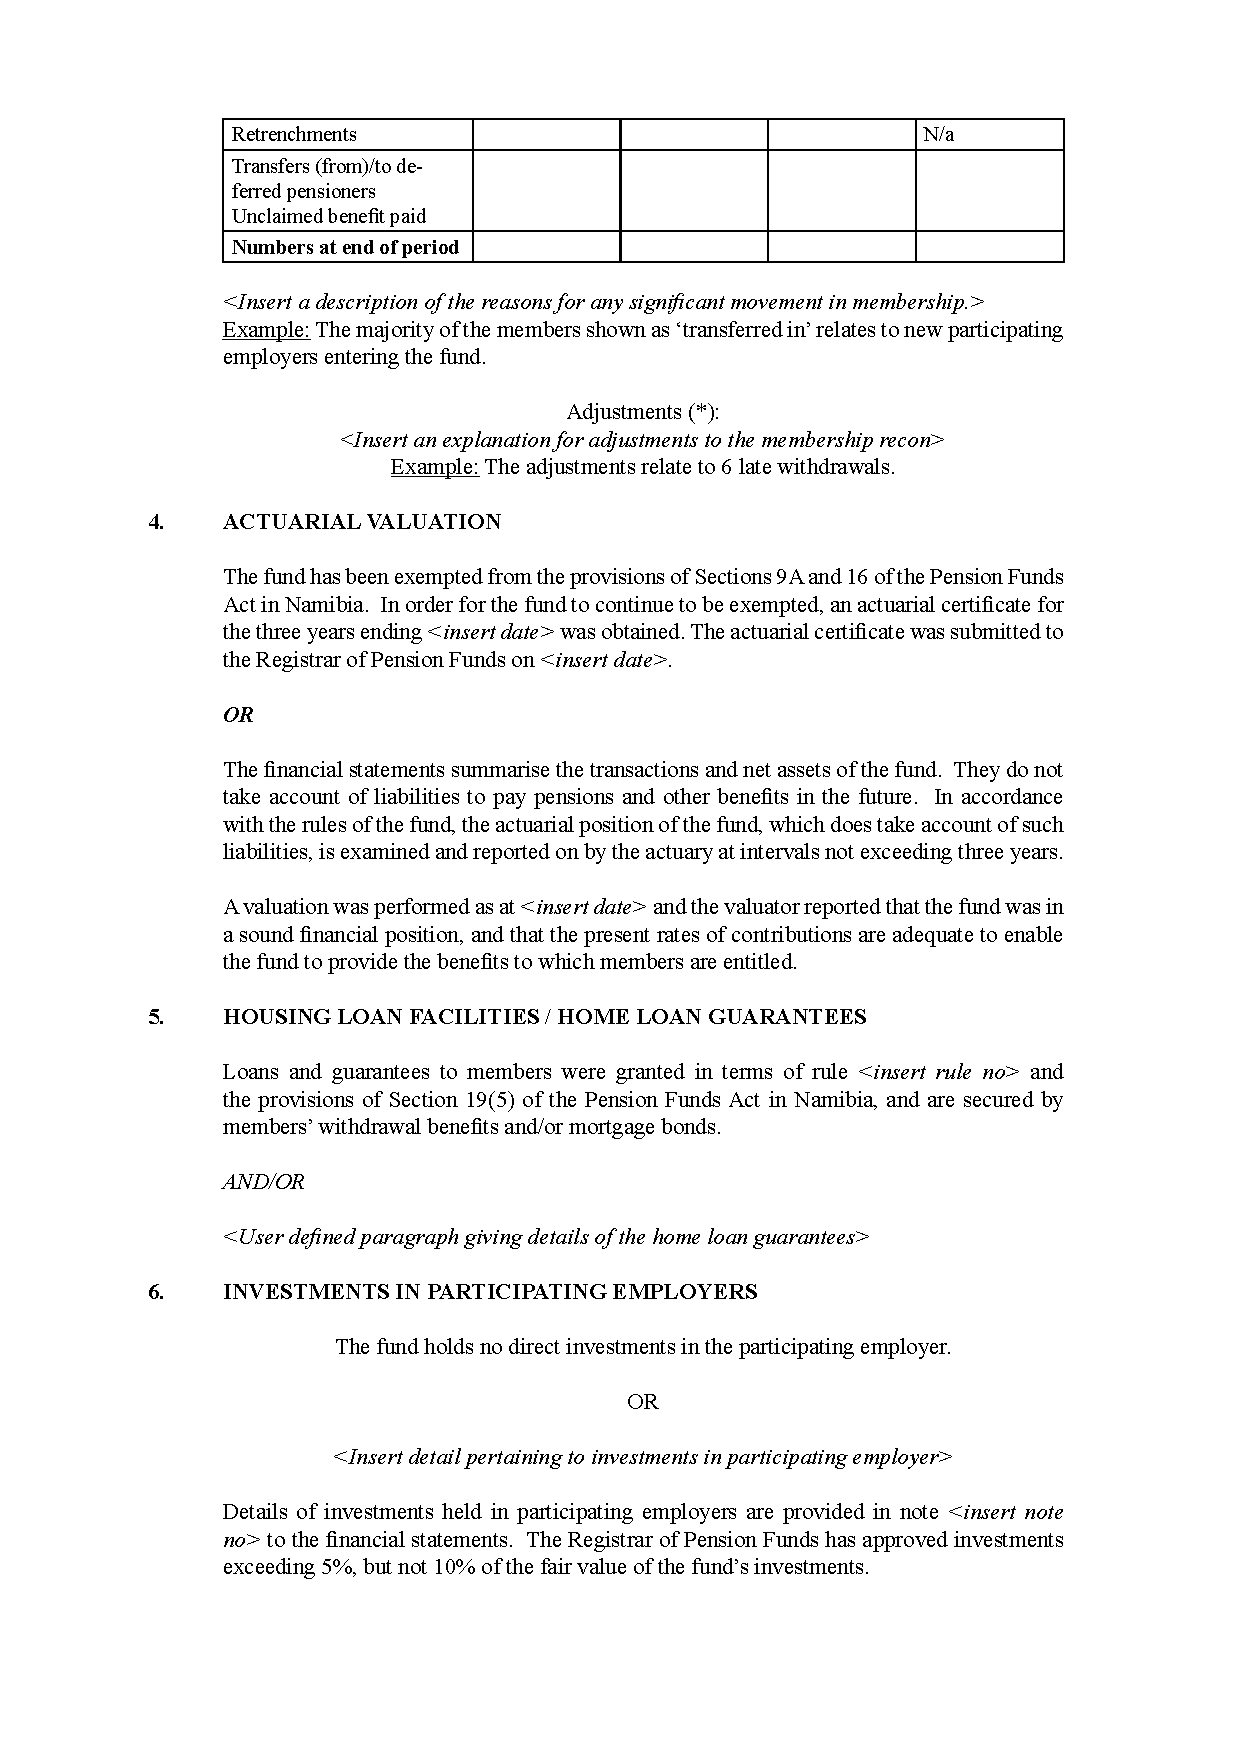 Retrenchments N/a
Transfers (from)/to de-
ferred pensioners
Unclaimed benefit paid
Numbers at end of period
<Insert a description of the reasons for any significant movement in membership.>
Example: The majority of the members shown as ‘transferred in’ relates to new participating
employers entering the fund.
Adjustments (*):
<Insert an explanation for adjustments to the membership recon>
Example: The adjustments relate to 6 late withdrawals.
4. ACTUARIAL VALUATION
The fund has been exempted from the provisions of Sections 9A and 16 of the Pension Funds
Act in Namibia. In order for the fund to continue to be exempted, an actuarial certificate for
the three years ending <insert date> was obtained. The actuarial certificate was submitted to
the Registrar of Pension Funds on <insert date>.
OR
The financial statements summarise the transactions and net assets of the fund. They do not
take account of liabilities to pay pensions and other benefits in the future. In accordance
with the rules of the fund, the actuarial position of the fund, which does take account of such
liabilities, is examined and reported on by the actuary at intervals not exceeding three years.
A valuation was performed as at <insert date> and the valuator reported that the fund was in
a sound financial position, and that the present rates of contributions are adequate to enable
the fund to provide the benefits to which members are entitled.
5. HOUSING LOAN FACILITIES / HOME LOAN GUARANTEES
Loans and guarantees to members were granted in terms of rule <insert rule no> and
the provisions of Section 19(5) of the Pension Funds Act in Namibia, and are secured by
members’ withdrawal benefits and/or mortgage bonds.
AND/OR
<User defined paragraph giving details of the home loan guarantees>
6. INVESTMENTS IN PARTICIPATING EMPLOYERS
The fund holds no direct investments in the participating employer.
OR
<Insert detail pertaining to investments in participating employer>
Details of investments held in participating employers are provided in note <insert note
no> to the financial statements. The Registrar of Pension Funds has approved investments
exceeding 5%, but not 10% of the fair value of the fund’s investments.